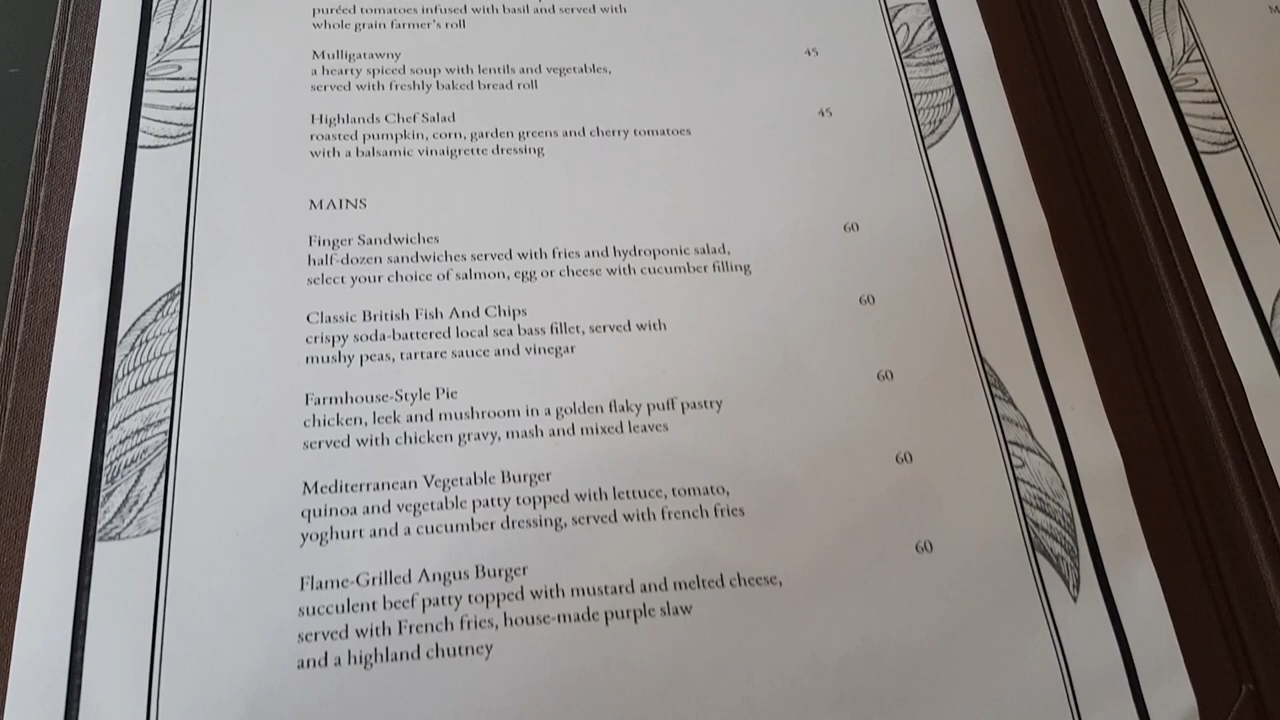 puréed tomatoes infused with basil and served with
whole grain farmer's roll
Mulligatawny 45
a hearty spiced soup with lentils and vegetables,
served with freshly baked bread roll
Highlands Chef Salad 45
roasted pumpkin, corn, garden greens and cherry tomatoes
with a balsamic vinaigrette dressing
MAINS
Finger Sandwiches 60
half-dozen sandwiches served with fries and hydroponic salad,
select your choice of salmon, egg or cheese with cucumber filling
Classic British Fish And Chips 60
crispy soda-battered local sea bass fillet, served with
mushy peas, tartare sauce and vinegar
Farmhouse-Style Pie 60
chicken, leek and mushroom in a golden flaky puff pastry
served with chicken gravy, mash and mixed leaves
Mediterranean Vegetable Burger 60
quinoa and vegetable patty topped with lettuce, tomato,
yoghurt and a cucumber dressing, served with french fries
Flame-Grilled Angus Burger 60
succulent beef patty topped with mustard and melted cheese,
served with French fries, house-made purple slaw
and a highland chutney